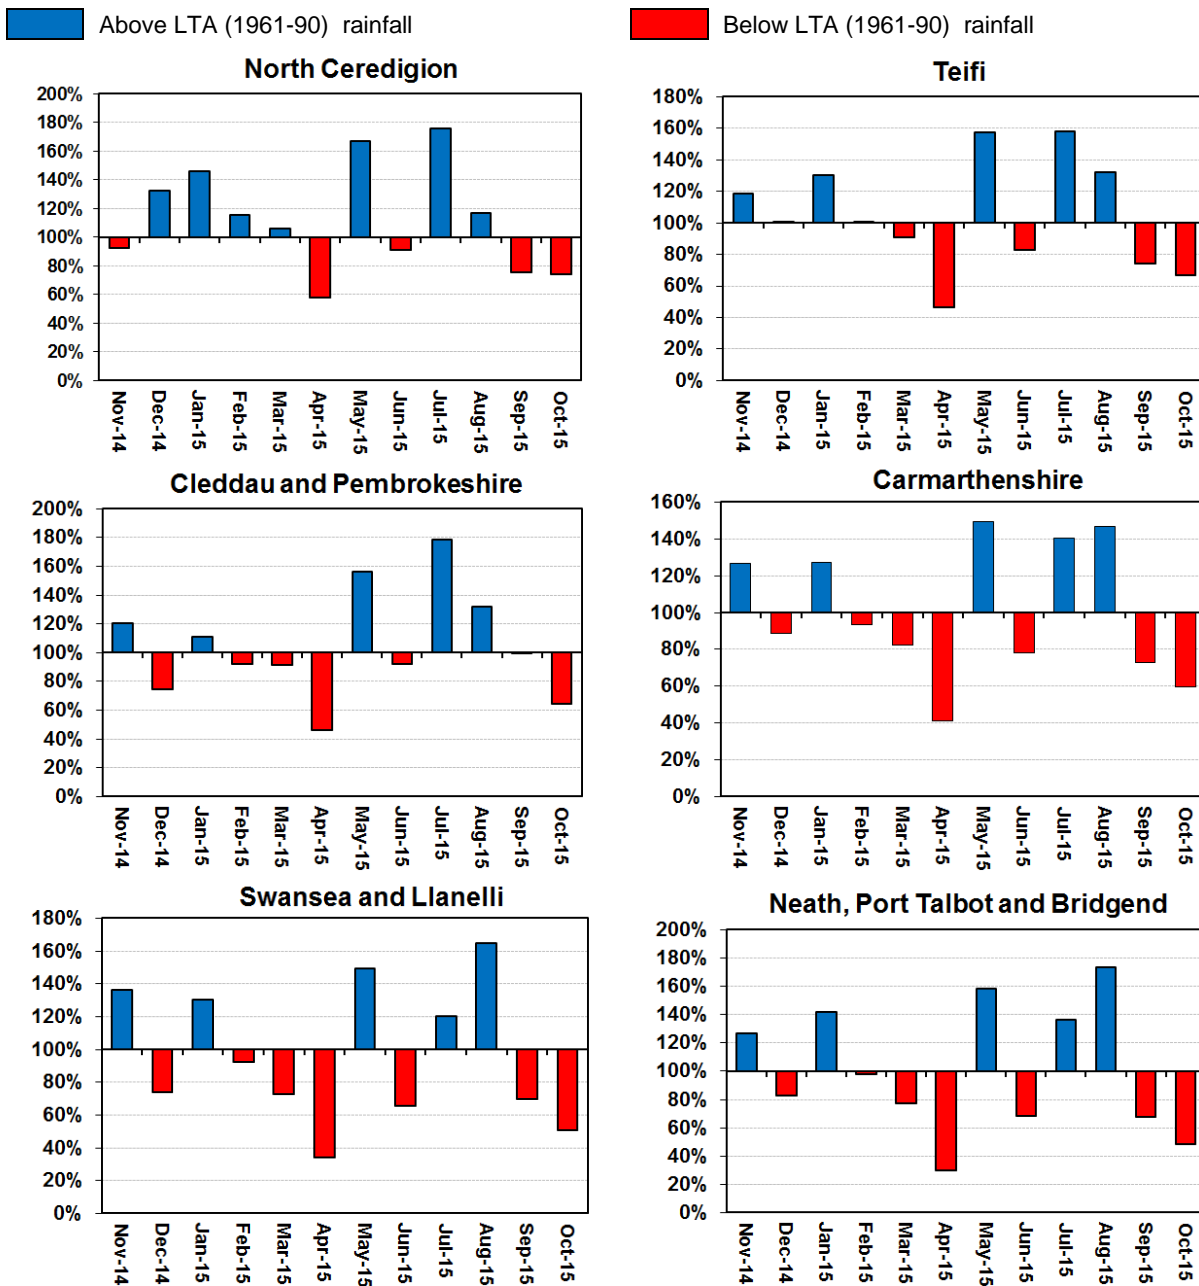 Above LTA (1961-90) rainfall
Below LTA (1961-90) rainfall
North Ceredigion
200%
180%
160%
140%
120%
100%
80%
60%
40%
20%
0%
Nov-14
Dec-14
Jan-15
Feb-15
Mar-15
Apr-15
May-15
Jun-15
Jul-15
Aug-15
Sep-15
Oct-15
Teifi
180%
160%
140%
120%
100%
80%
60%
40%
20%
0%
Nov-14
Dec-14
Jan-15
Feb-15
Mar-15
Apr-15
May-15
Jun-15
Jul-15
Aug-15
Sep-15
Oct-15
Cleddau and Pembrokeshire
200%
180%
160%
140%
120%
100%
80%
60%
40%
20%
0%
Nov-14
Dec-14
Jan-15
Feb-15
Mar-15
Apr-15
May-15
Jun-15
Jul-15
Aug-15
Sep-15
Oct-15
Carmarthenshire
160%
140%
120%
100%
80%
60%
40%
20%
0%
Nov-14
Dec-14
Jan-15
Feb-15
Mar-15
Apr-15
May-15
Jun-15
Jul-15
Aug-15
Sep-15
Oct-15
Swansea and Llanelli
180%
160%
140%
120%
100%
80%
60%
40%
20%
0%
Nov-14
Dec-14
Jan-15
Feb-15
Mar-15
Apr-15
May-15
Jun-15
Jul-15
Aug-15
Sep-15
Oct-15
Neath, Port Talbot and Bridgend
200%
180%
160%
140%
120%
100%
80%
60%
40%
20%
0%
Nov-14
Dec-14
Jan-15
Feb-15
Mar-15
Apr-15
May-15
Jun-15
Jul-15
Aug-15
Sep-15
Oct-15